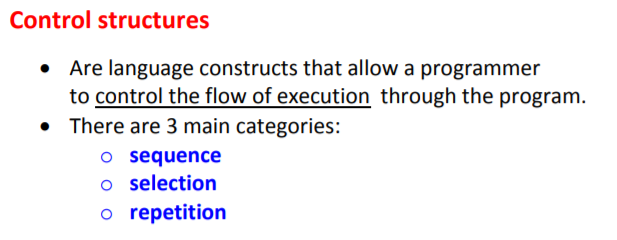 Control structures
• Are language constructs that allow a programmer
to control the flow of execution through the program.
• There are 3 main categories:
o sequence
o selection
o repetition